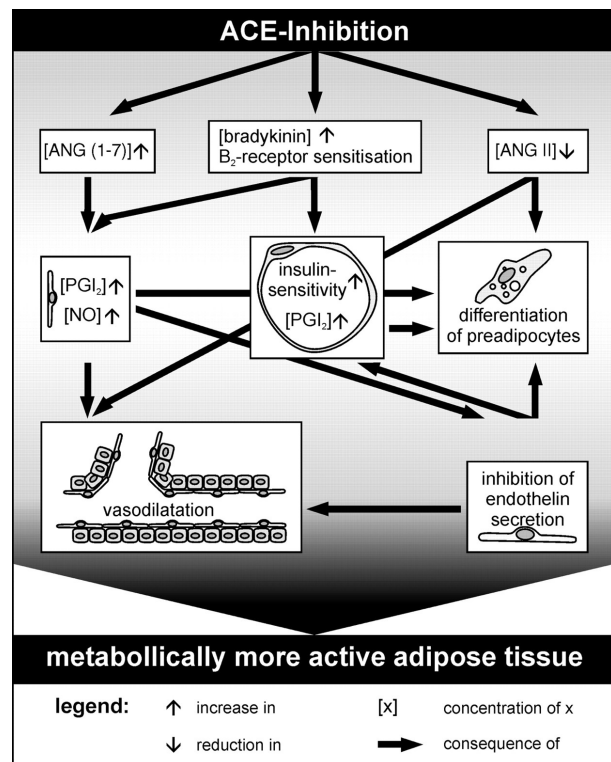 ACE-Inhibition
[ANG (1-7)]↑
[bradykinin] ↑
B₂-receptor sensitisation
[ANG II]↓
[PGI₂]↑
[NO]↑
insulin-
sensitivity↑
[PGI₂]↑
differentiation
of preadipocytes
vasodilatation
inhibition of
endothelin
secretion
metabollically more active adipose tissue
legend: ↑ increase in [x] concentration of x
↓ reduction in → consequence of